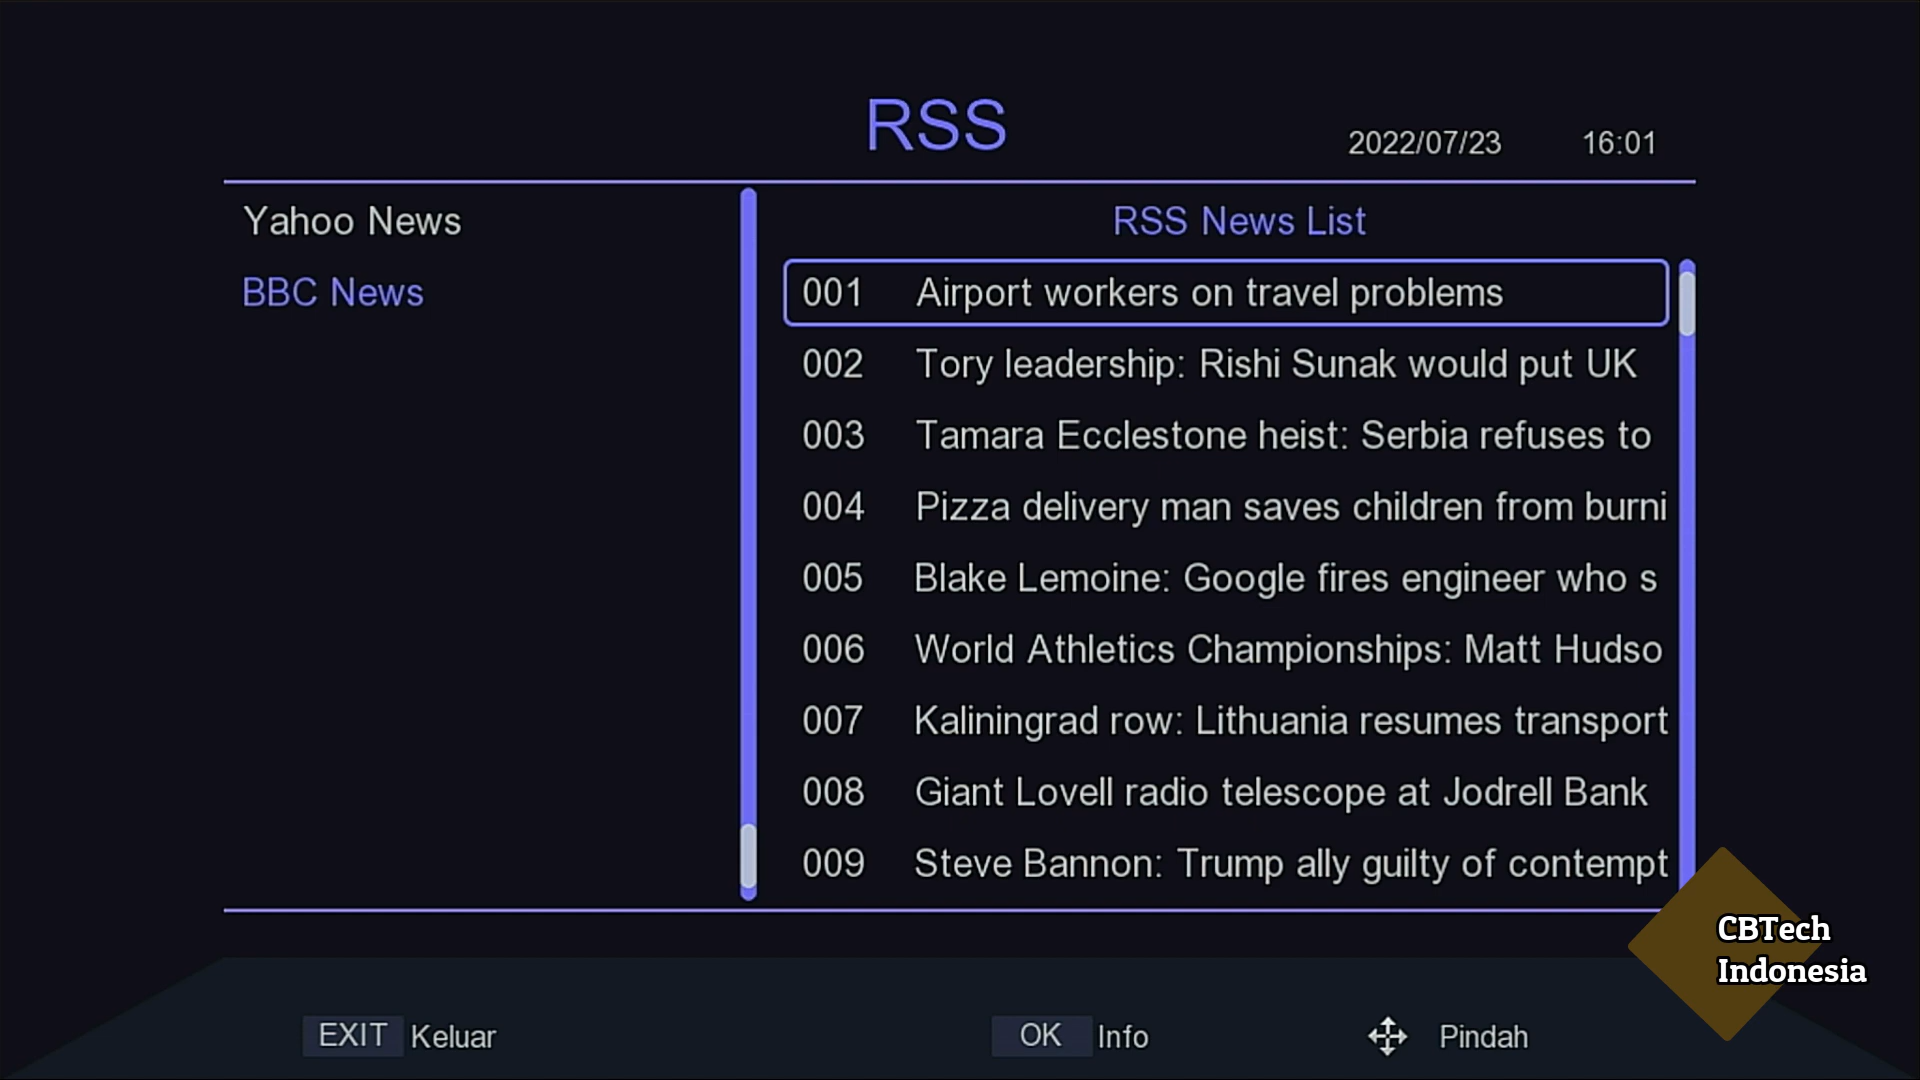 RSS
2022/07/23 16:01
Yahoo News
BBC News
RSS News List
001 Airport workers on travel problems
002 Tory leadership: Rishi Sunak would put UK
003 Tamara Ecclestone heist: Serbia refuses to
004 Pizza delivery man saves children from burni
005 Blake Lemoine: Google fires engineer who s
006 World Athletics Championships: Matt Hudso
007 Kaliningrad row: Lithuania resumes transport
008 Giant Lovell radio telescope at Jodrell Bank
009 Steve Bannon: Trump ally guilty of contempt
CBTech
Indonesia
EXIT Keluar OK Info Pindah